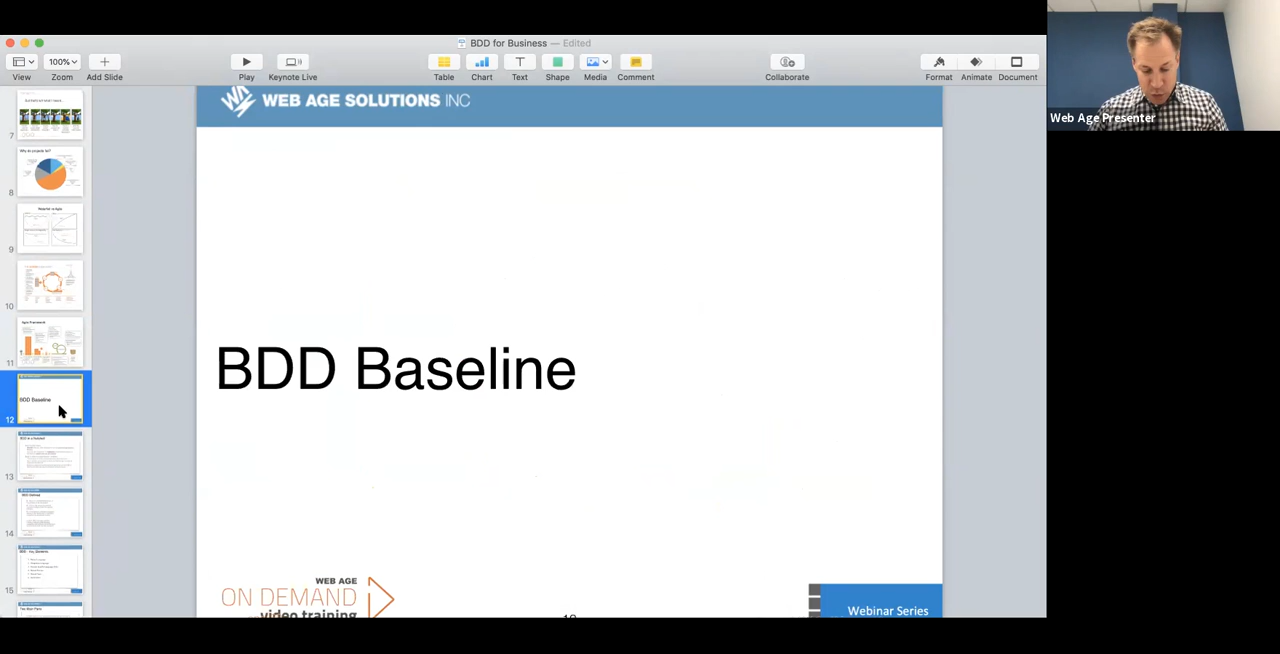 BDD for Business — Edited
100%
View
Zoom
Add Slide
Play
Keynote Live
Table
Chart
Text
Shape
Media
Comment
Collaborate
Format
Animate
Document
Web Age Presenter
WEB AGE SOLUTIONS INC
7
8
9
10
11
12
13
14
15
BDD Baseline
BDD Baseline
WEB AGE
ON DEMAND
video training
Webinar Series